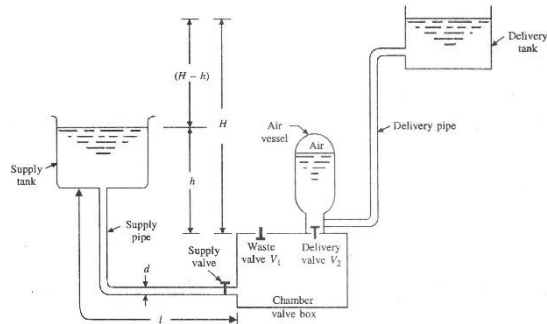 Delivery
tank
(H – h)
H
Air
vessel
Air
Delivery pipe
Supply
tank
h
Supply
pipe
Supply
valve
Waste
valve V₁
Delivery
valve V₂
d
Chamber
valve box
l